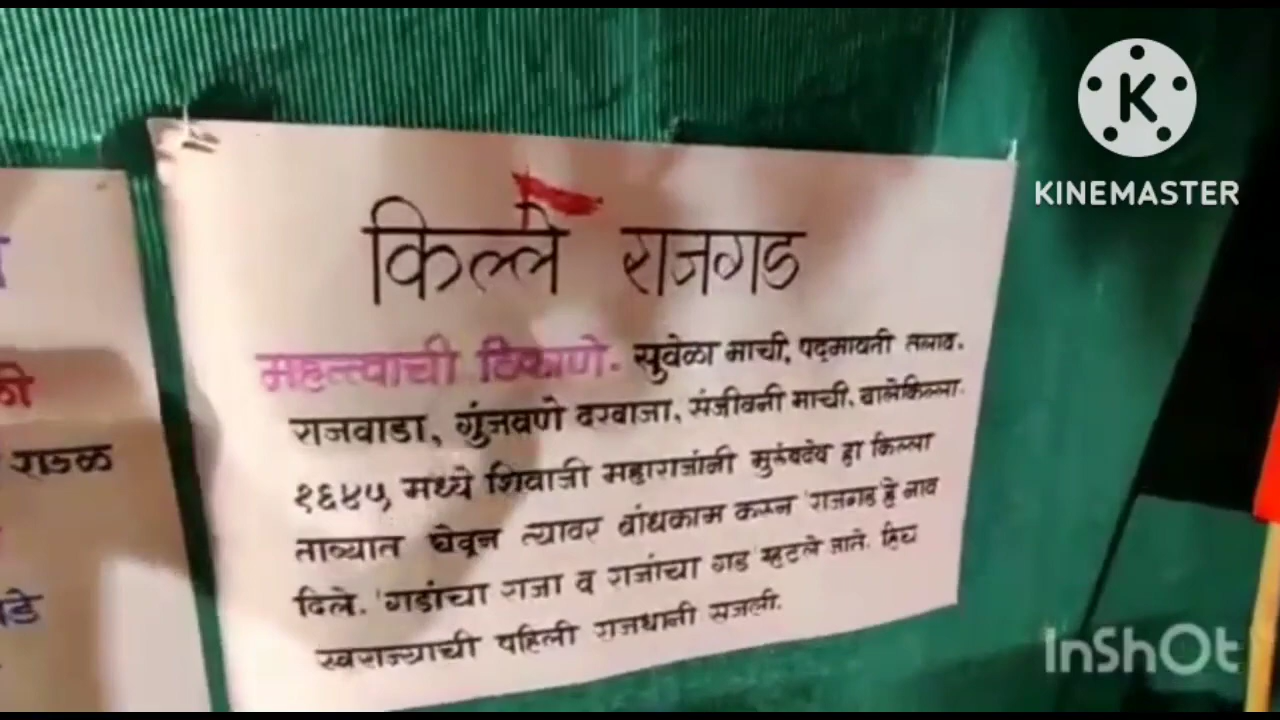 किल्ले राजगड
महत्त्वाची ठिकाणे- सुवेळा माची, पद्मावती तलाव.
राजवाडा, गुंजवणे दरवाजा, संजीवनी माची, बालेकिल्ला.
१६४५ मध्ये शिवाजी महाराजांनी मुरुंबदेव हा किल्ला
ताब्यात घेवून त्यावर बांधकाम करून 'राजगड' हे नाव
दिले. 'गडांचा राजा व राजांचा गड' म्हटले जाते. हिच
स्वराज्याची पहिली राजधानी सजली.
राऊळ
K
KINEMASTER
InShOt